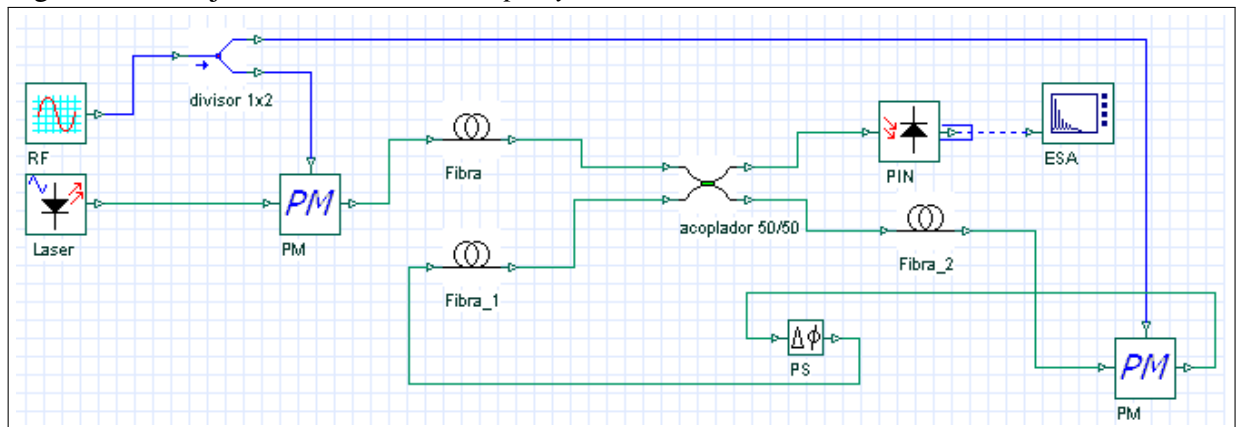 divisor 1x2
RF
Fibra
PIN
ESA
Laser
PM
PM
acoplador 50/50
Fibra_1
Fibra_2
Δϕ
PS
PM
PM